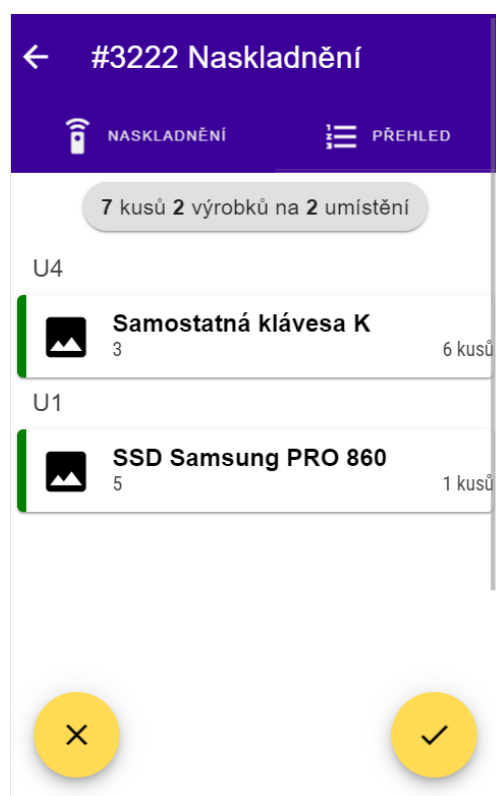 #3222 Naskladnění
NASKLADNĚNÍ
PŘEHLED
7 kusů 2 výrobků na 2 umístění
U4
Samostatná klávesa K
3
6 kusů
U1
SSD Samsung PRO 860
5
1 kusů